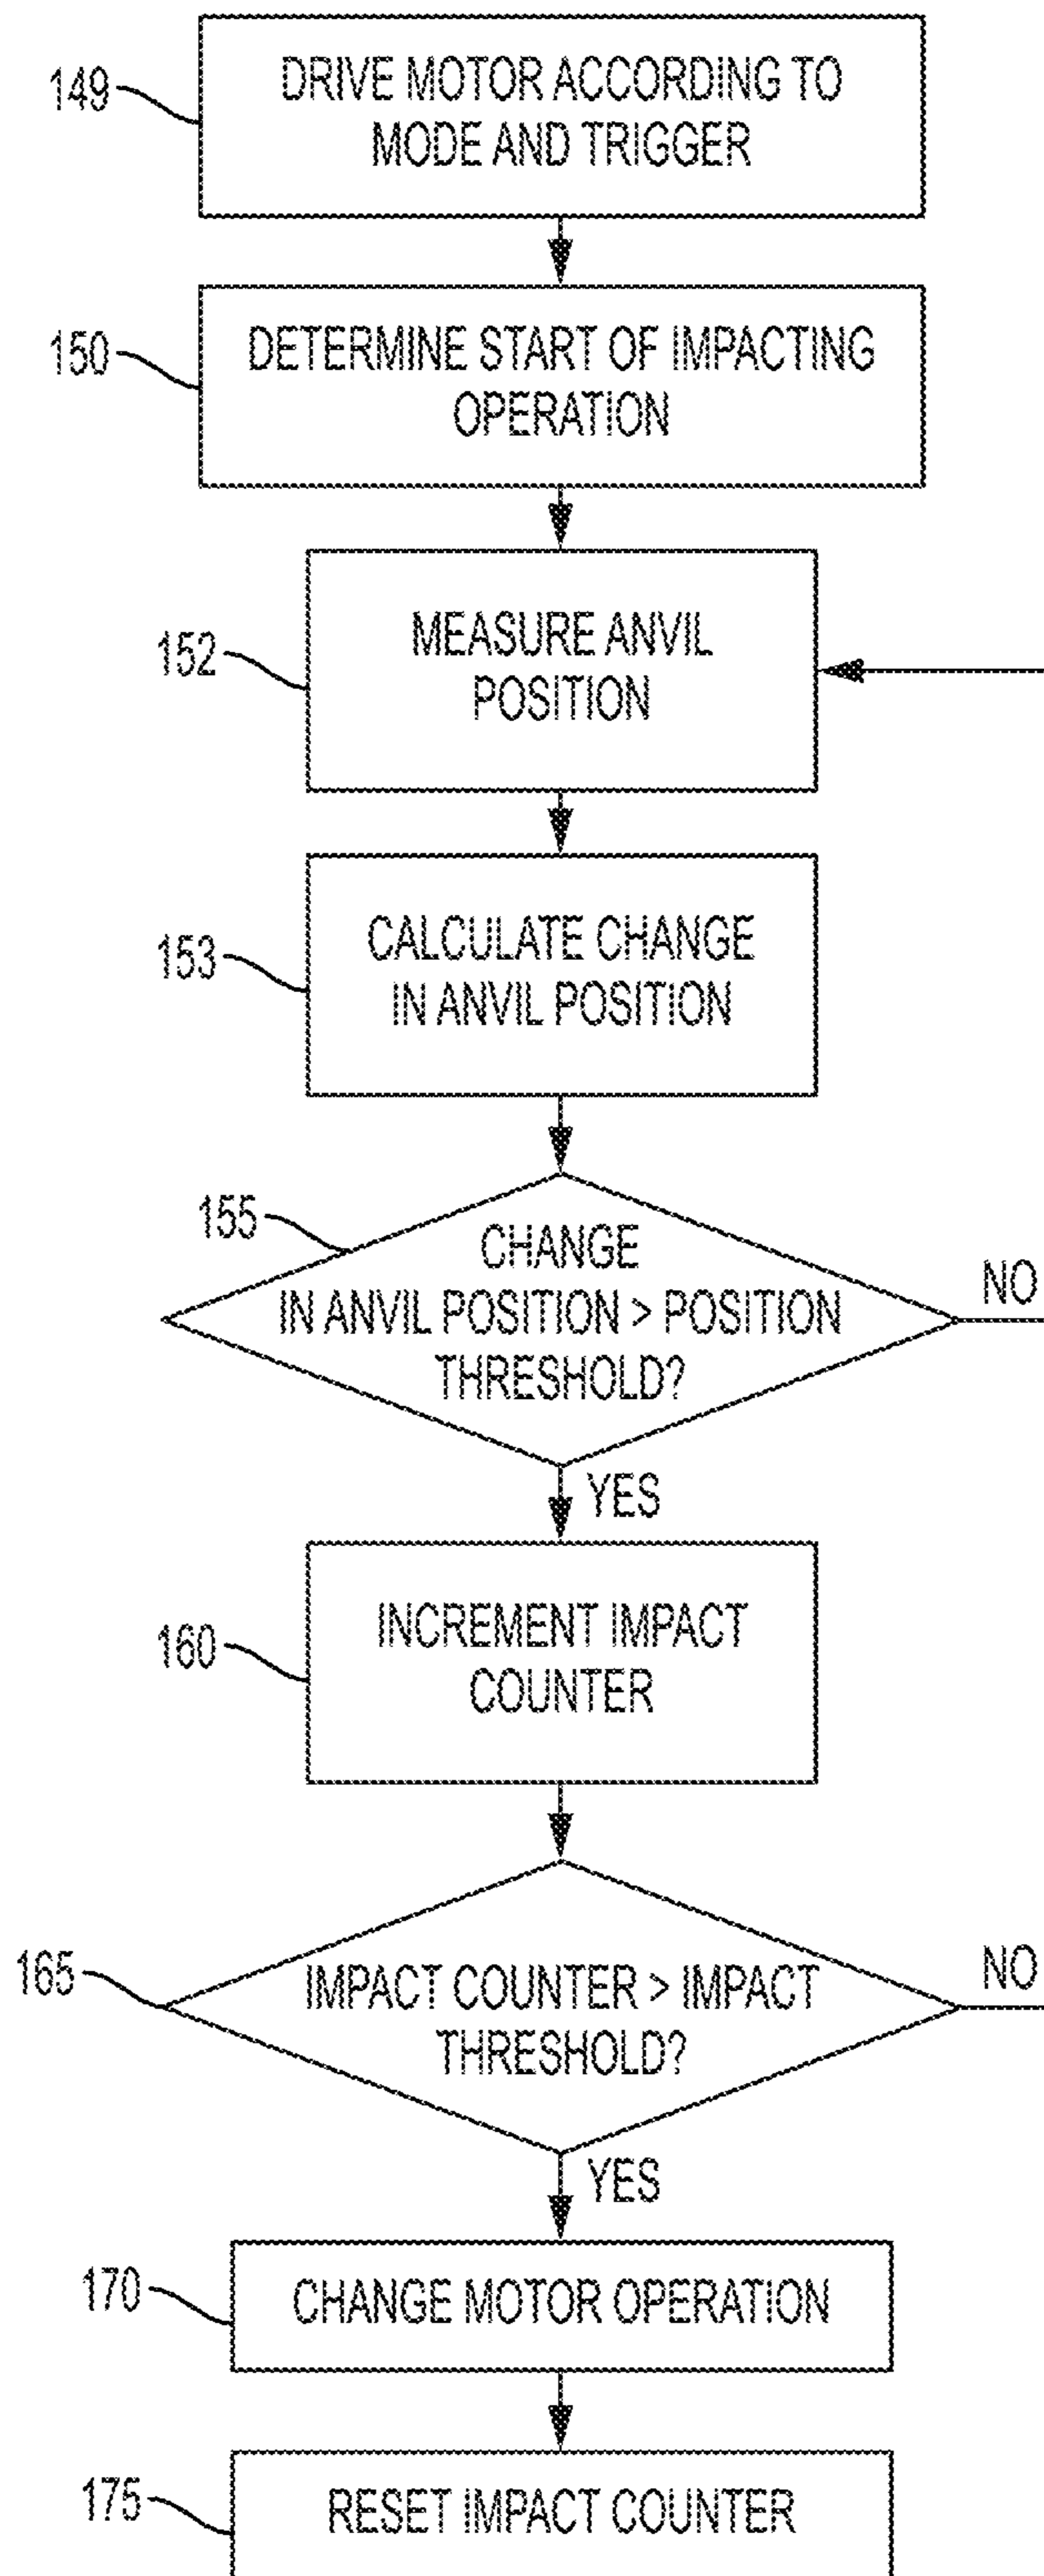 149
DRIVE MOTOR ACCORDING TO
MODE AND TRIGGER
150
DETERMINE START OF IMPACTING
OPERATION
152
MEASURE ANVIL
POSITION
153
CALCULATE CHANGE
IN ANVIL POSITION
155
CHANGE
IN ANVIL POSITION > POSITION
THRESHOLD?
NO
YES
160
INCREMENT IMPACT
COUNTER
165
IMPACT COUNTER > IMPACT
THRESHOLD?
NO
YES
170
CHANGE MOTOR OPERATION
175
RESET IMPACT COUNTER